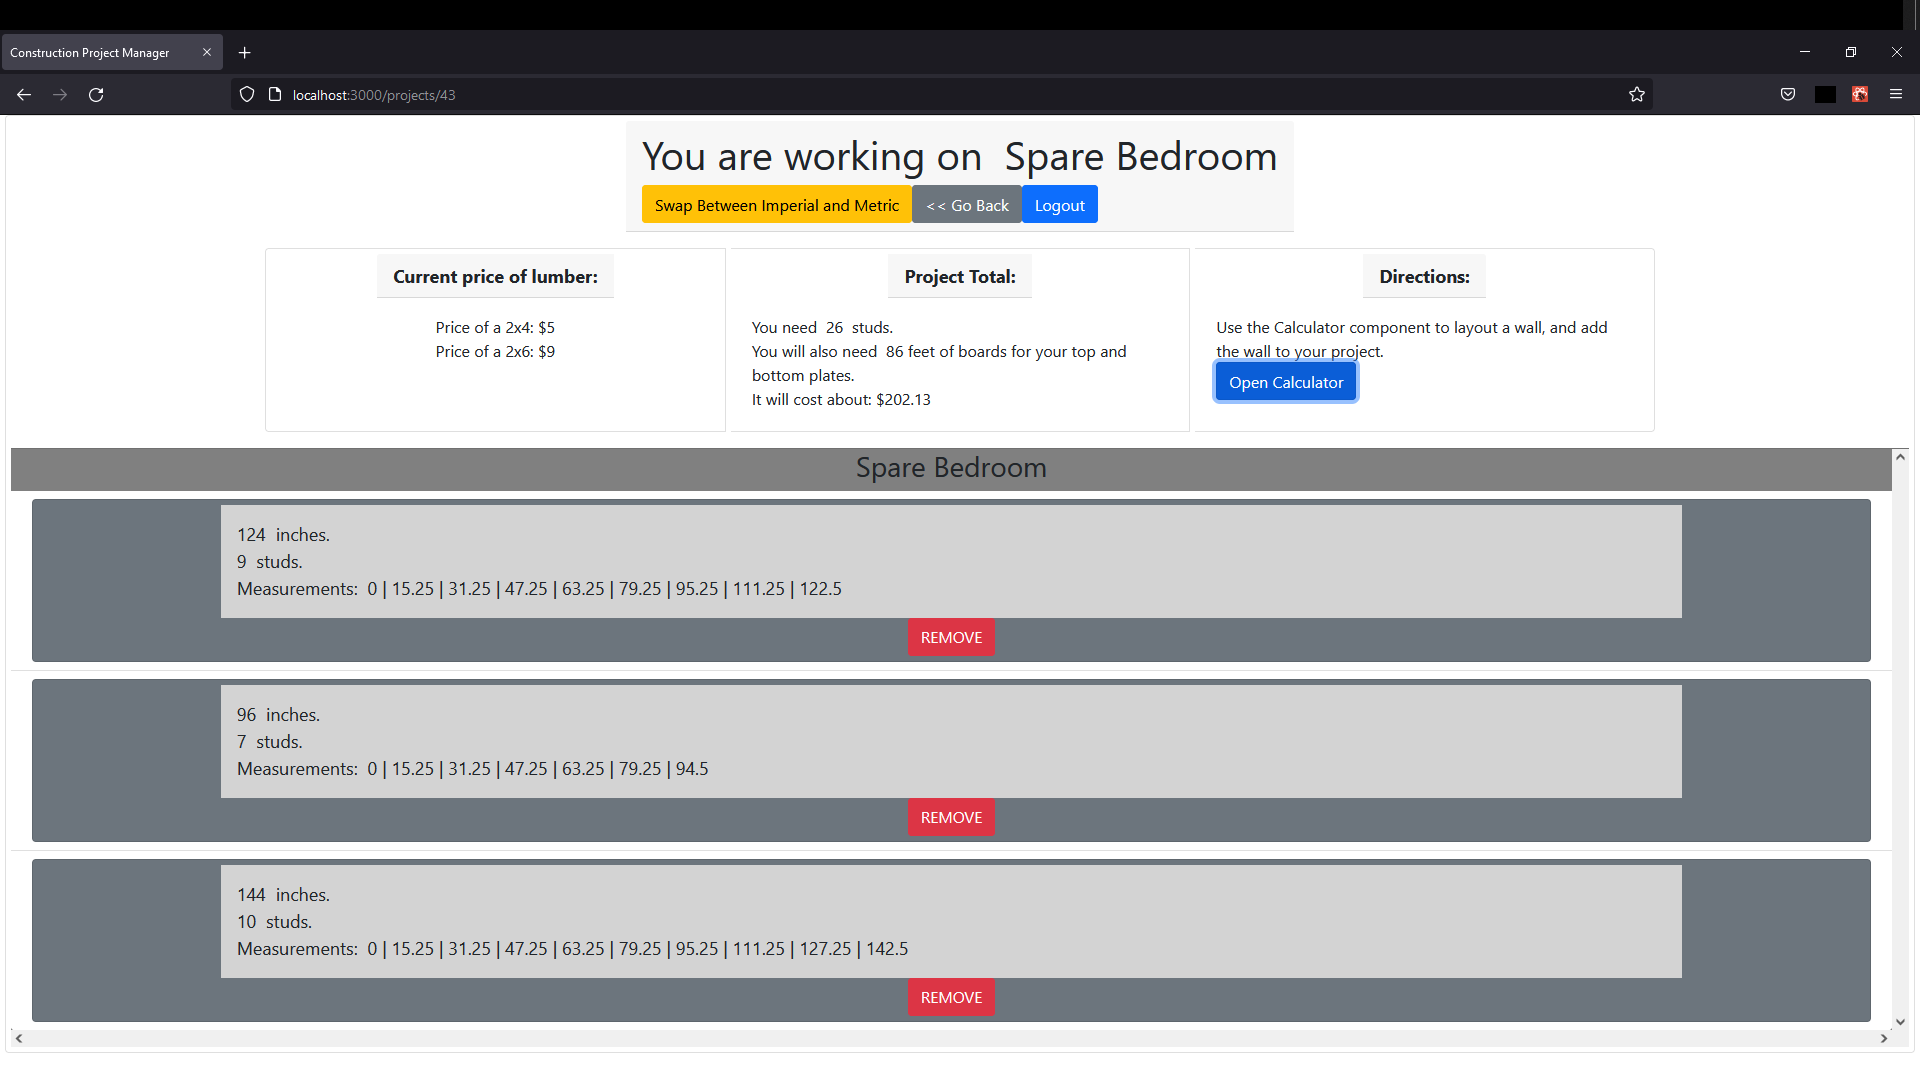 Construction Project Manager
localhost:3000/projects/43
You are working on  Spare Bedroom
Swap Between Imperial and Metric
<< Go Back
Logout
Current price of lumber:
Price of a 2x4: $5
Price of a 2x6: $9
Project Total:
You need  26  studs.
You will also need  86 feet of boards for your top and
bottom plates.
It will cost about: $202.13
Directions:
Use the Calculator component to layout a wall, and add
the wall to your project.
Open Calculator
Spare Bedroom
124  inches.
9  studs.
Measurements:  0 | 15.25 | 31.25 | 47.25 | 63.25 | 79.25 | 95.25 | 111.25 | 122.5
REMOVE
96  inches.
7  studs.
Measurements:  0 | 15.25 | 31.25 | 47.25 | 63.25 | 79.25 | 94.5
REMOVE
144  inches.
10  studs.
Measurements:  0 | 15.25 | 31.25 | 47.25 | 63.25 | 79.25 | 95.25 | 111.25 | 127.25 | 142.5
REMOVE